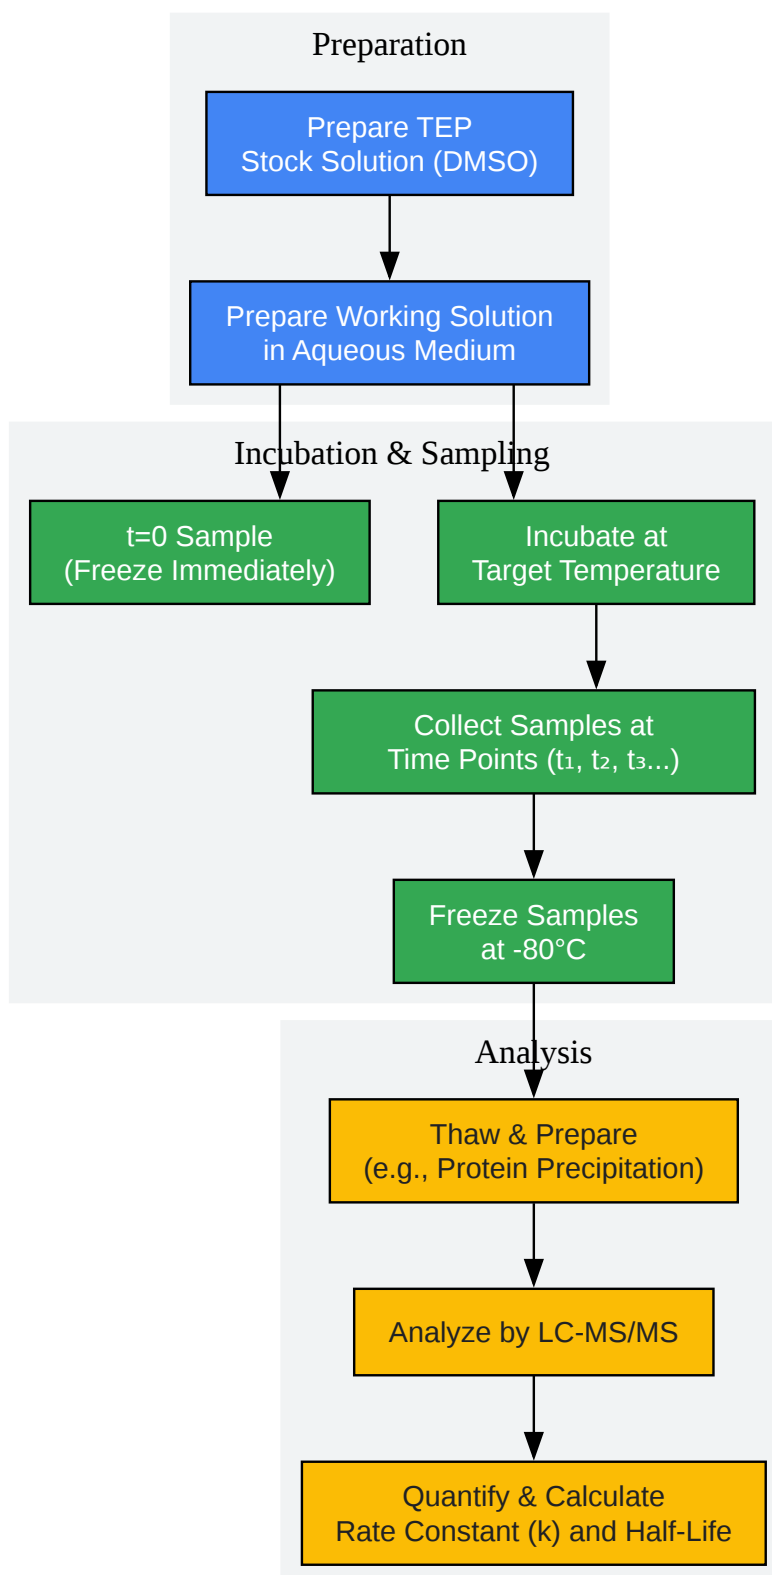 Preparation
Prepare TEP
Stock Solution (DMSO)
Prepare Working Solution
in Aqueous Medium
Incubation & Sampling
t=0 Sample
(Freeze Immediately)
Incubate at
Target Temperature
Collect Samples at
Time Points (t₁, t₂, t₃...)
Freeze Samples
at -80°C
Analysis
Thaw & Prepare
(e.g., Protein Precipitation)
Analyze by LC-MS/MS
Quantify & Calculate
Rate Constant (k) and Half-Life